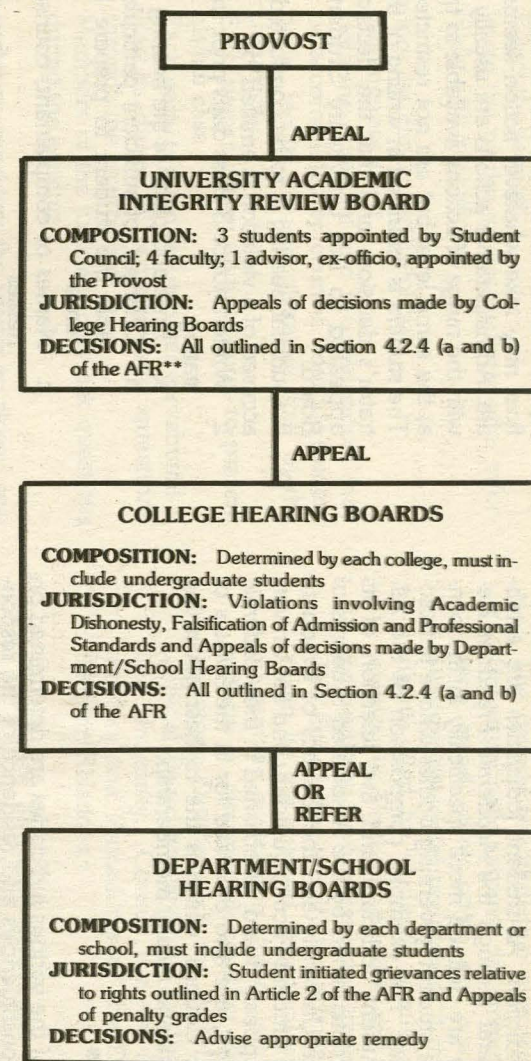 PROVOST
APPEAL
UNIVERSITY ACADEMIC
INTEGRITY REVIEW BOARD
COMPOSITION: 3 students appointed by Student
Council; 4 faculty; 1 advisor, ex-officio, appointed by
the Provost
JURISDICTION: Appeals of decisions made by Col-
lege Hearing Boards
DECISIONS: All outlined in Section 4.2.4 (a and b)
of the AFR**
APPEAL
COLLEGE HEARING BOARDS
COMPOSITION: Determined by each college, must in-
clude undergraduate students
JURISDICTION: Violations involving Academic
Dishonesty, Falsification of Admission and Professional
Standards and Appeals of decisions made by Depart-
ment/School Hearing Boards
DECISIONS: All outlined in Section 4.2.4 (a and b)
of the AFR
APPEAL
OR
REFER
DEPARTMENT/SCHOOL
HEARING BOARDS
COMPOSITION: Determined by each department or
school, must include undergraduate students
JURISDICTION: Student initiated grievances relative
to rights outlined in Article 2 of the AFR and Appeals
of penalty grades
DECISIONS: Advise appropriate remedy